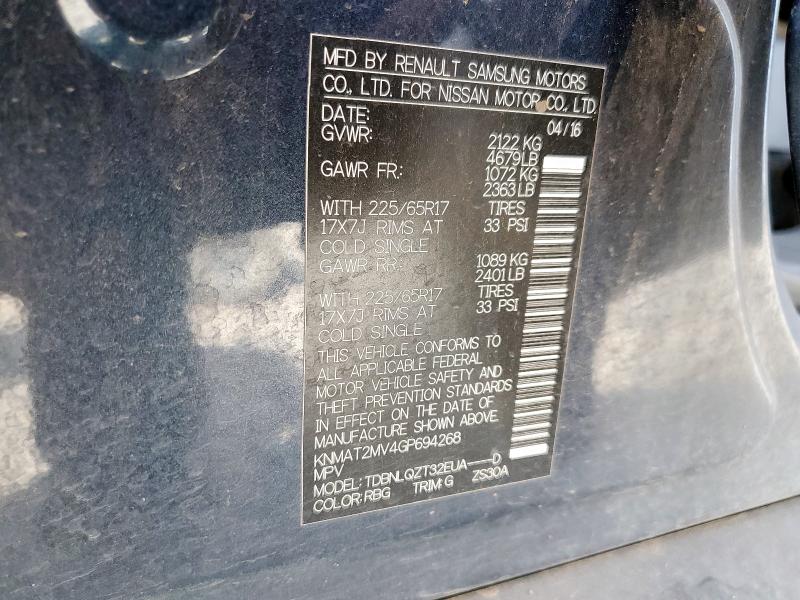 MFD BY RENAULT SAMSUNG MOTORS
CO., LTD. FOR NISSAN MOTOR CO., LTD.
DATE: 04/16
GVWR: 2122 KG
4679 LB
GAWR FR: 1072 KG
2363 LB
WITH 225/65R17 TIRES
17X7J RIMS AT 33 PSI
COLD SINGLE
GAWR RR: 1089 KG
2401 LB
WITH 225/65R17 TIRES
17X7J RIMS AT 33 PSI
COLD SINGLE
THIS VEHICLE CONFORMS TO
ALL APPLICABLE FEDERAL
MOTOR VEHICLE SAFETY AND
THEFT PREVENTION STANDARDS
IN EFFECT ON THE DATE OF
MANUFACTURE SHOWN ABOVE.
KNMAT2MV4GP694268
MPV
MODEL: TDBNLQZT32EUA----D
COLOR: RBG TRIM: G ZS30A